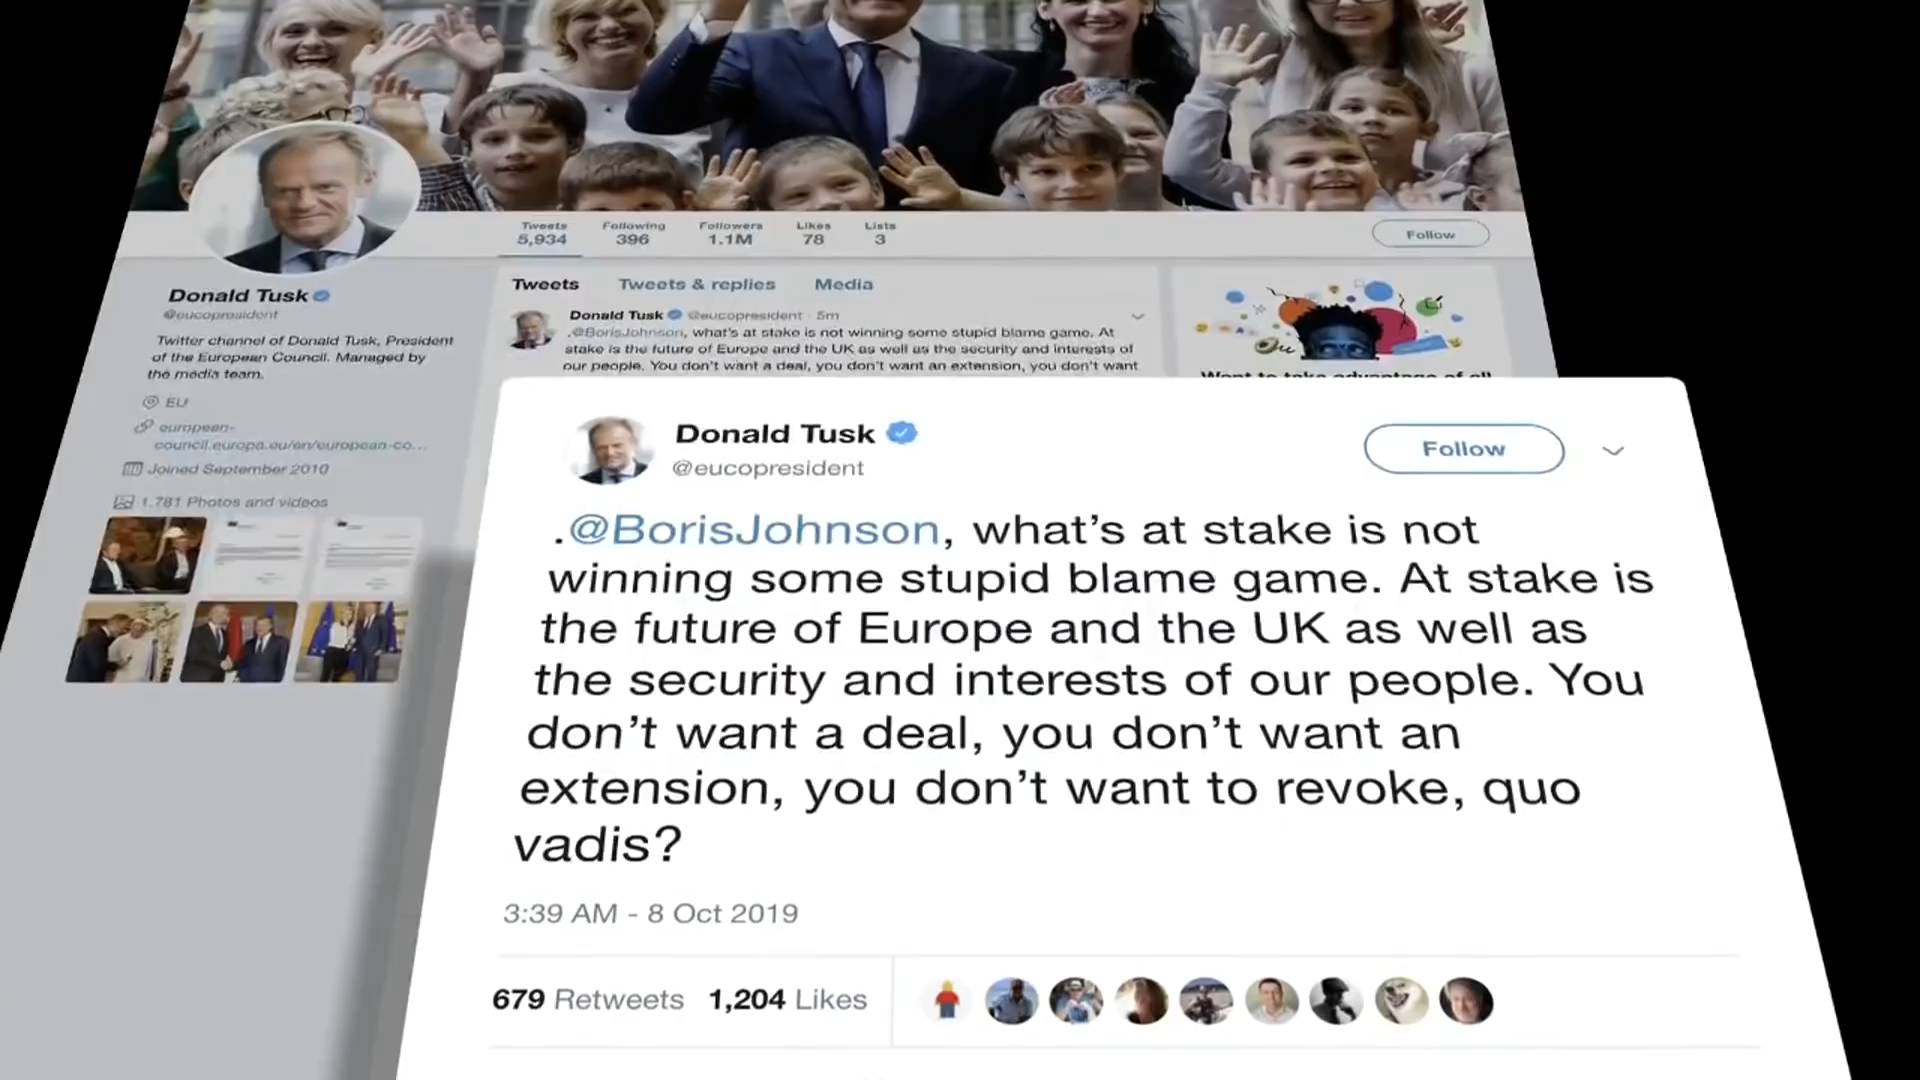 Tweets
5,934
Following
396
Followers
1.1M
Likes
78
Lists
3
Follow
Donald Tusk
@eucopresident
Twitter channel of Donald Tusk, President
of the European Council. Managed by
the media team.
EU
european-
council.europa.eu/en/european-co...
Joined September 2010
1,781 Photos and videos
Tweets
Tweets & replies
Media
Donald Tusk @eucopresident · 5m
.@BorisJohnson, what's at stake is not winning some stupid blame game. At
stake is the future of Europe and the UK as well as the security and interests of
our people. You don't want a deal, you don't want an extension, you don't want
Want to take advantage of all
Donald Tusk
@eucopresident
Follow
.@BorisJohnson, what's at stake is not
winning some stupid blame game. At stake is
the future of Europe and the UK as well as
the security and interests of our people. You
don't want a deal, you don't want an
extension, you don't want to revoke, quo
vadis?
3:39 AM - 8 Oct 2019
679 Retweets 1,204 Likes